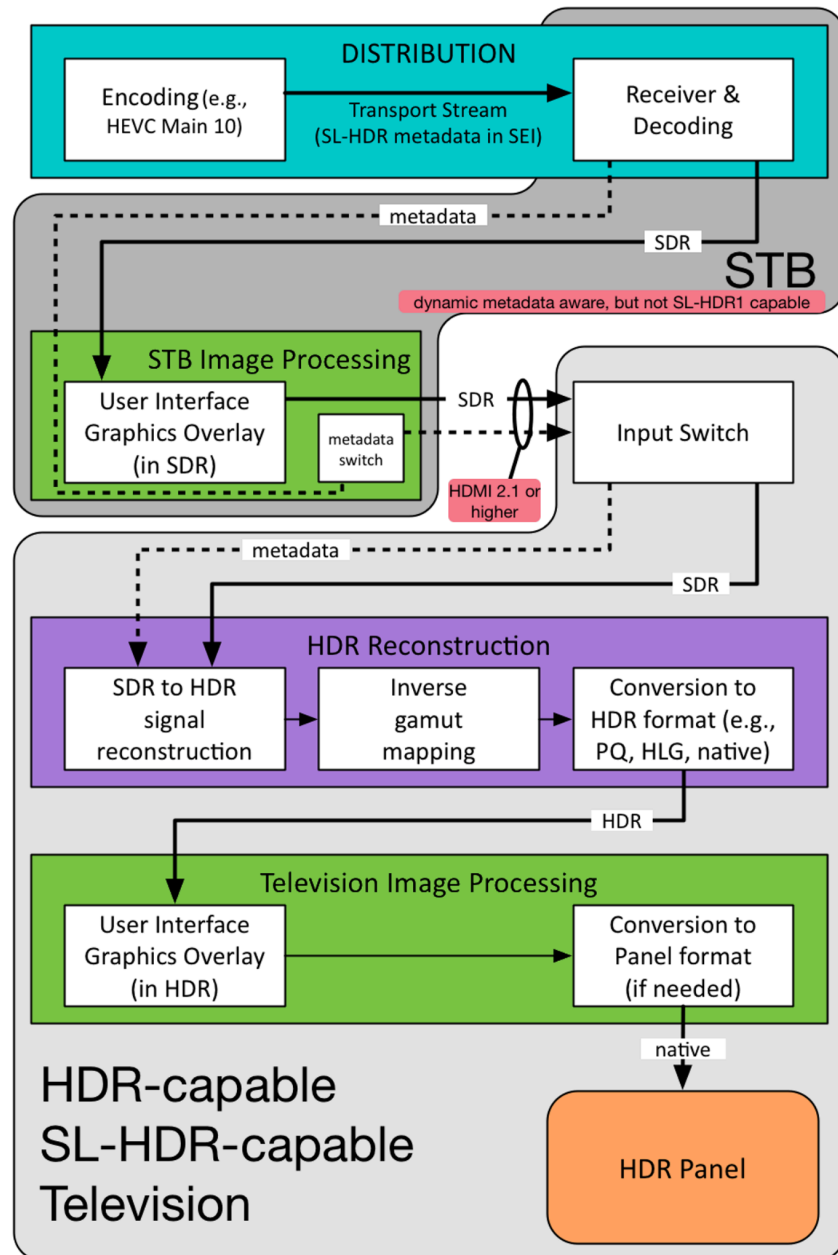 DISTRIBUTION
Encoding (e.g.,
HEVC Main 10)
Transport Stream
(SL-HDR metadata in SEI)
Receiver &
Decoding
metadata
SDR
STB
dynamic metadata aware, but not SL-HDR1 capable
STB Image Processing
User Interface
Graphics Overlay
(in SDR)
metadata
switch
SDR
HDMI 2.1 or
higher
Input Switch
metadata
SDR
HDR Reconstruction
SDR to HDR
signal
reconstruction
Inverse
gamut
mapping
Conversion to
HDR format (e.g.,
PQ, HLG, native)
HDR
Television Image Processing
User Interface
Graphics Overlay
(in HDR)
Conversion to
Panel format
(if needed)
native
HDR-capable
SL-HDR-capable
Television
HDR Panel